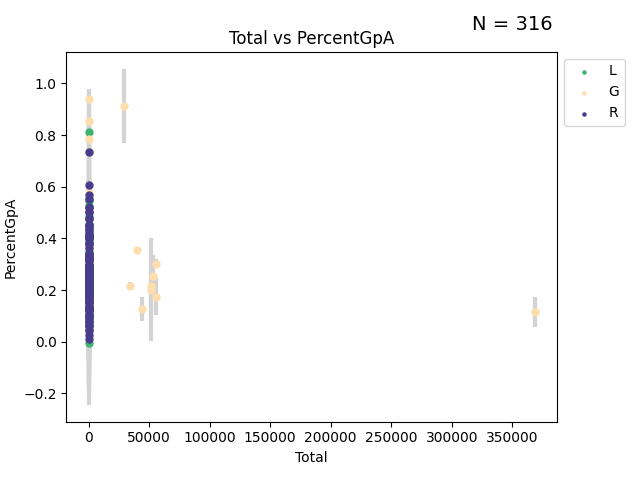 N = 316
Total vs PercentGpA
L
G
R
1.0
0.8
0.6
0.4
0.2
0.0
−0.2
PercentGpA
0 50000 100000 150000 200000 250000 300000 350000
Total